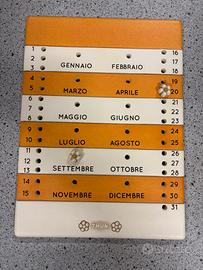 1 16
2 GENNAIO FEBBRAIO 17
3 18
4 19
5 MARZO APRILE 20
6 21
7 MAGGIO GIUGNO 22
8 23
9 24
10 LUGLIO AGOSTO 25
11 26
12 SETTEMBRE OTTOBRE 27
13 28
14 29
15 NOVEMBRE DICEMBRE 30
31
THUN